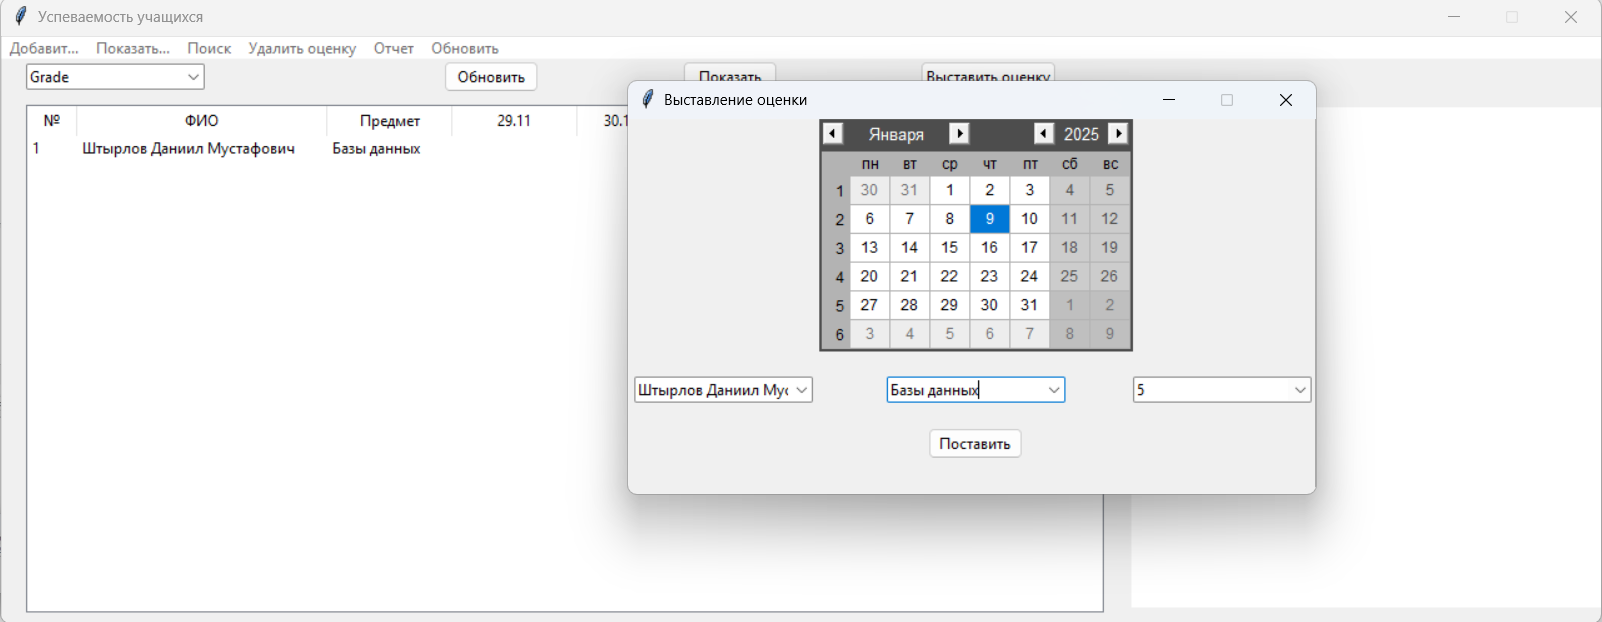 Успеваемость учащихся
Добавит... Показать... Поиск Удалить оценку Отчет Обновить
Grade Обновить Показать Выставить оценку
№ ФИО Предмет 29.11 30.1
1 Штырлов Даниил Мустафович Базы данных
Выставление оценки
Января 2025
пн вт ср чт пт сб вс
1 30 31 1 2 3 4 5
2 6 7 8 9 10 11 12
3 13 14 15 16 17 18 19
4 20 21 22 23 24 25 26
5 27 28 29 30 31 1 2
6 3 4 5 6 7 8 9
Штырлов Даниил Мус Базы данных 5
Поставить